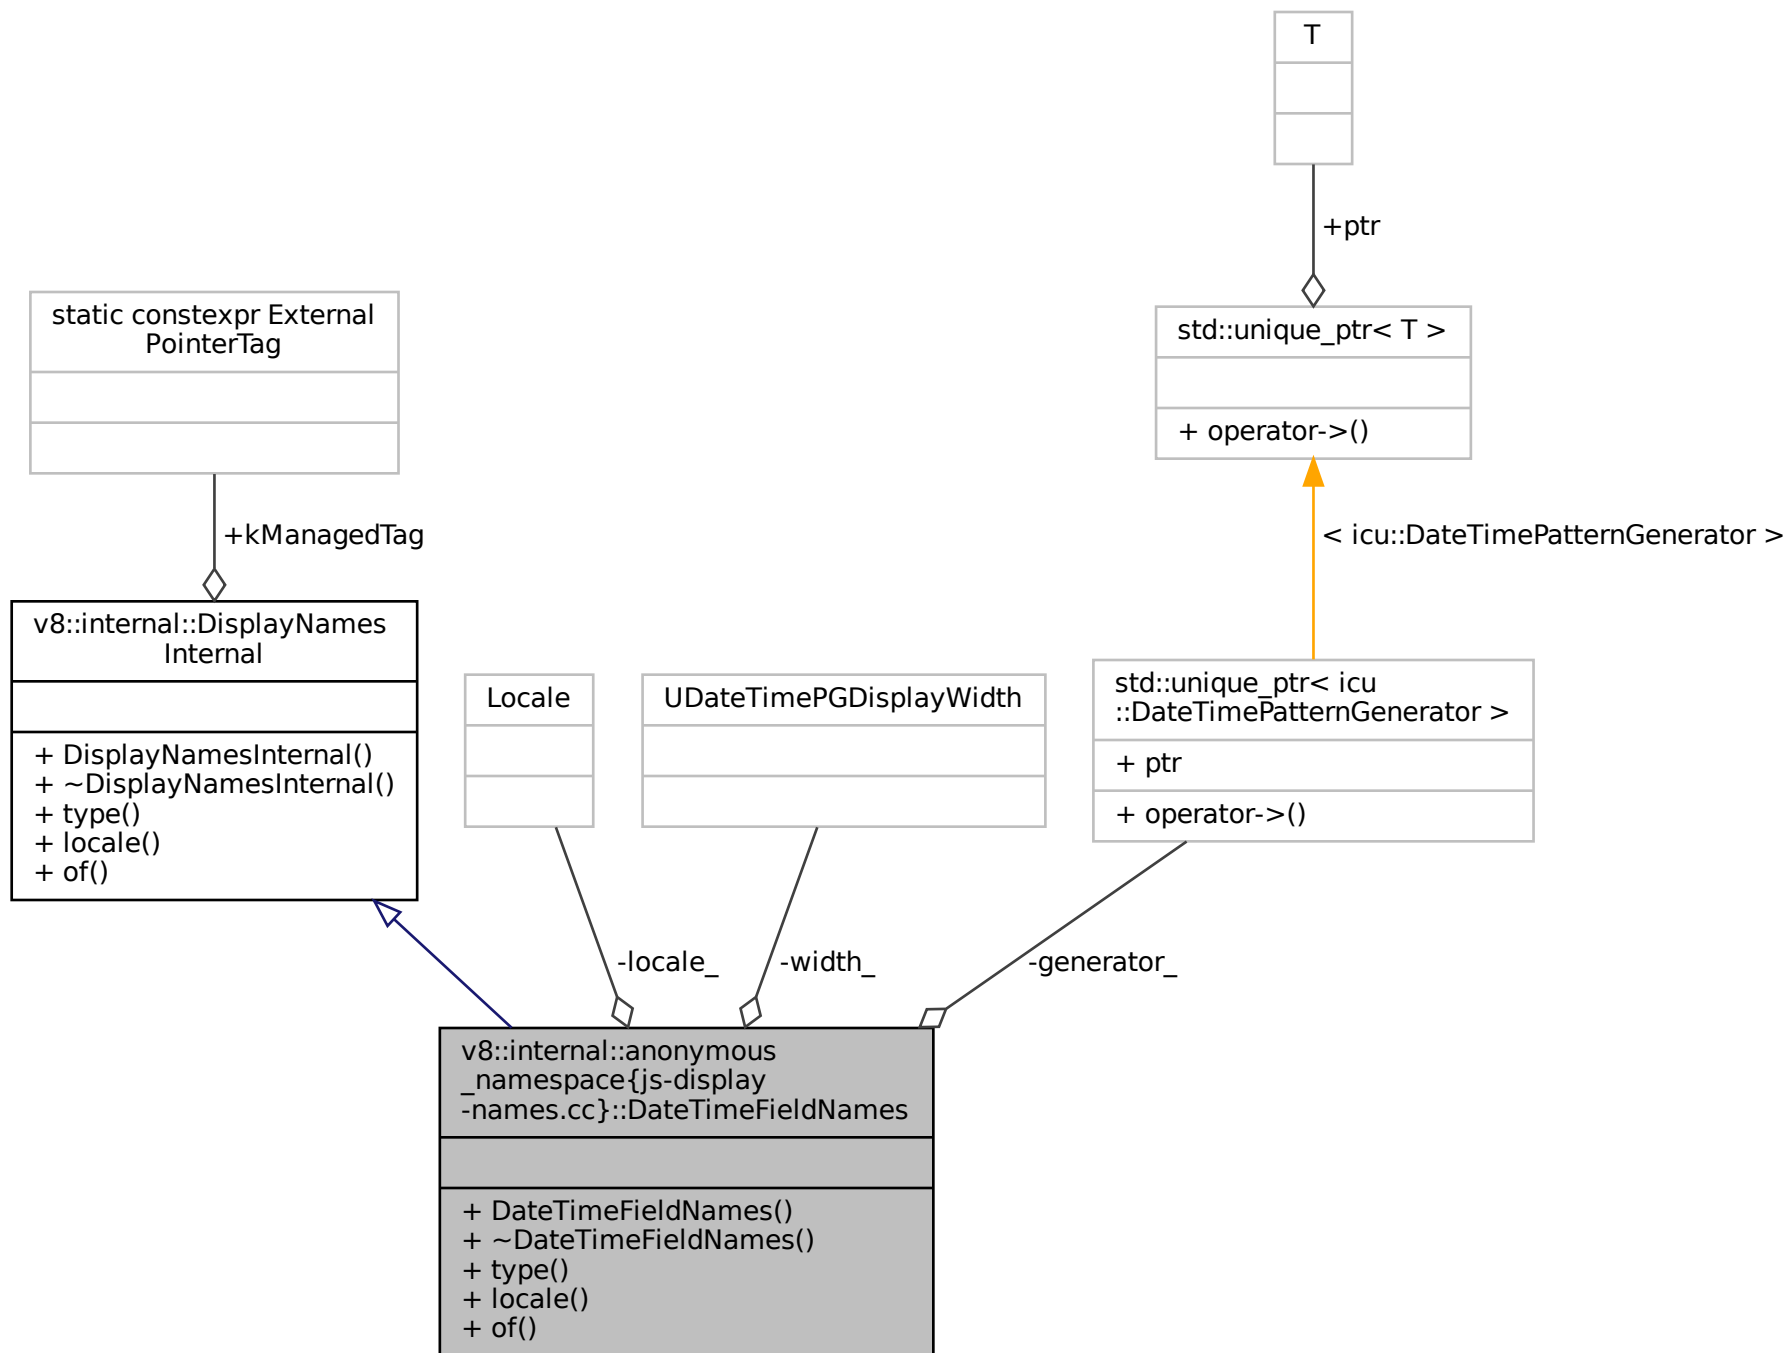 T
+ptr
static constexpr External
PointerTag
std::unique_ptr< T >
+ operator->()
+kManagedTag
< icu::DateTimePatternGenerator >
v8::internal::DisplayNames
Internal
+ DisplayNamesInternal()
+ ~DisplayNamesInternal()
+ type()
+ locale()
+ of()
Locale
UDateTimePGDisplayWidth
std::unique_ptr< icu
::DateTimePatternGenerator >
+ ptr
+ operator->()
-locale_
-width_
-generator_
v8::internal::anonymous
_namespace{js-display
-names.cc}::DateTimeFieldNames
+ DateTimeFieldNames()
+ ~DateTimeFieldNames()
+ type()
+ locale()
+ of()